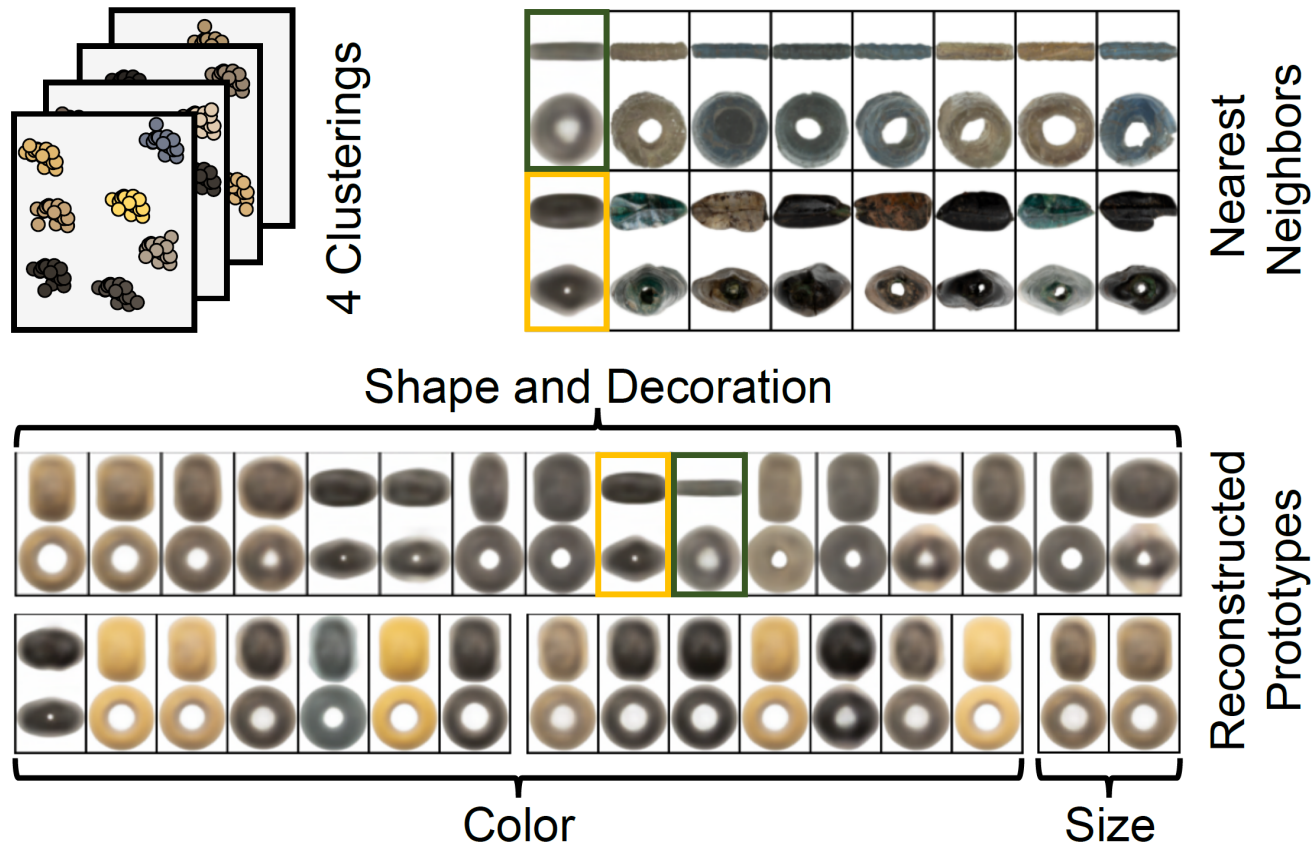 4 Clusterings
Nearest
Neighbors
Shape and Decoration
Reconstructed
Prototypes
Color
Size